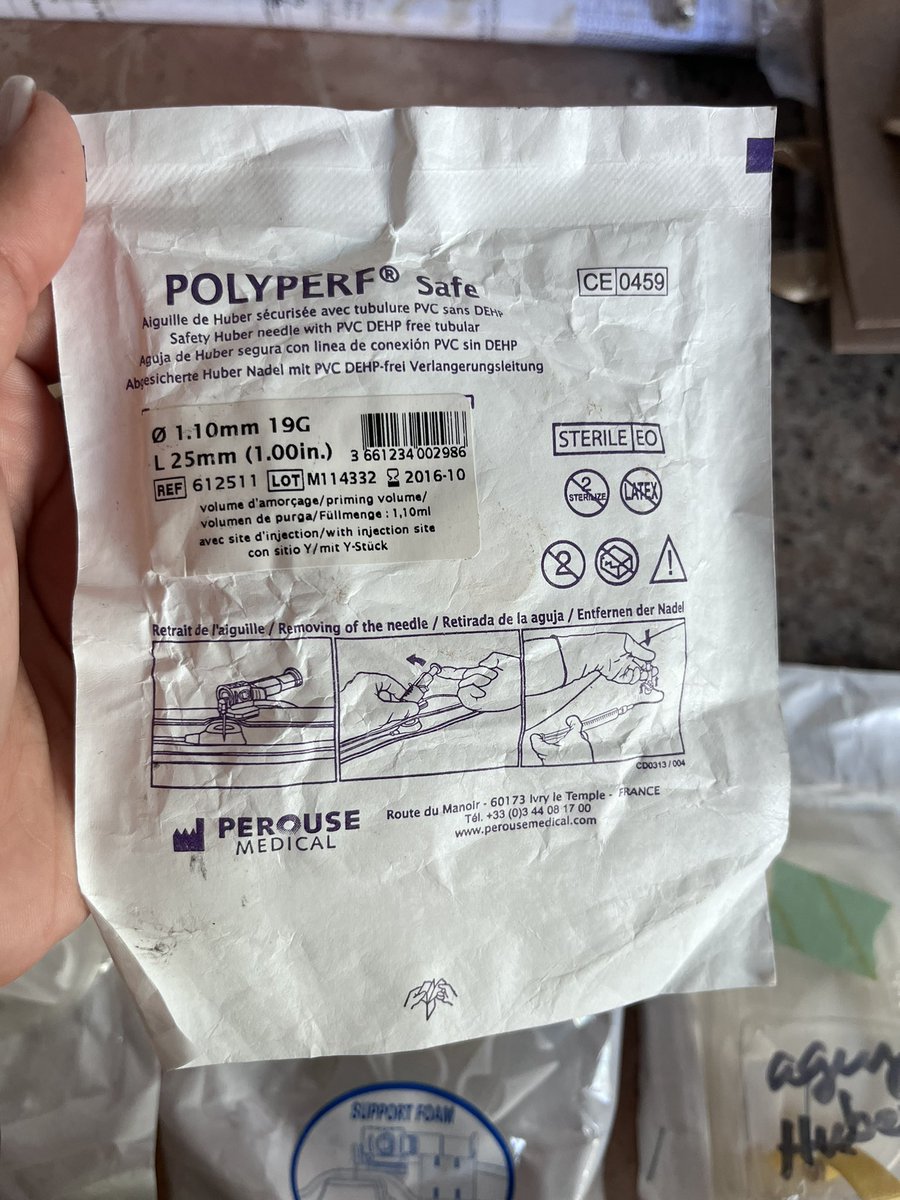 POLYPERF® Safe
CE 0459
Aiguille de Huber sécurisée avec tubulure PVC sans DEHP
Safety Huber needle with PVC DEHP free tubular
Aguja de Huber segura con linea de conexión PVC sin DEHP
Abgesicherte Huber Nadel mit PVC DEHP-frei Verlangerungsleitung
Ø 1.10mm 19G
L 25mm (1.00in.)
3 661234 002986
REF 612511 LOT M114332 2016-10
volume d'amorçage/priming volume/
volumen de purga/Füllmenge : 1,10ml
avec site d'injection/with injection site
con sitio Y/mit Y-Stück
STERILE EO
2
STERILIZE
LATEX
2
Retrait de l'aiguille / Removing of the needle / Retirada de la aguja / Entfernen der Nadel
CD0313 / 004
PEROUSE
MEDICAL
Route du Manoir - 60173 Ivry le Temple - FRANCE
Tél. +33 (0)3 44 08 17 00
www.perousemedical.com
SUPPORT FOAM
Huber